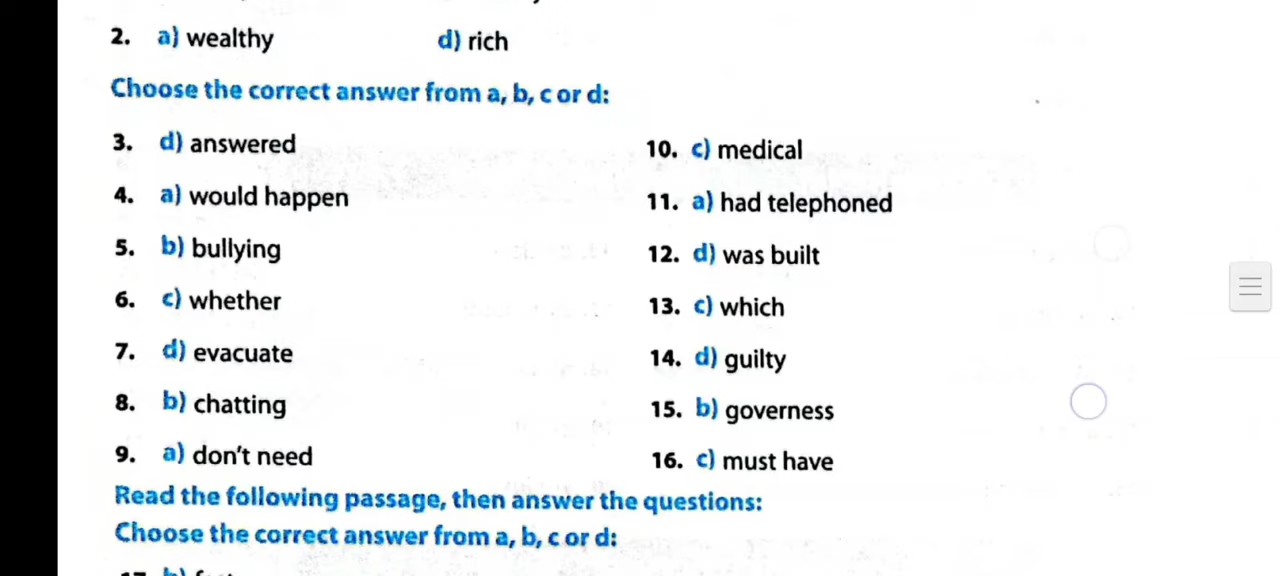 2. a) wealthy d) rich
Choose the correct answer from a, b, c or d:
3. d) answered
4. a) would happen
5. b) bullying
6. c) whether
7. d) evacuate
8. b) chatting
9. a) don't need
10. c) medical
11. a) had telephoned
12. d) was built
13. c) which
14. d) guilty
15. b) governess
16. c) must have
Read the following passage, then answer the questions:
Choose the correct answer from a, b, c or d: